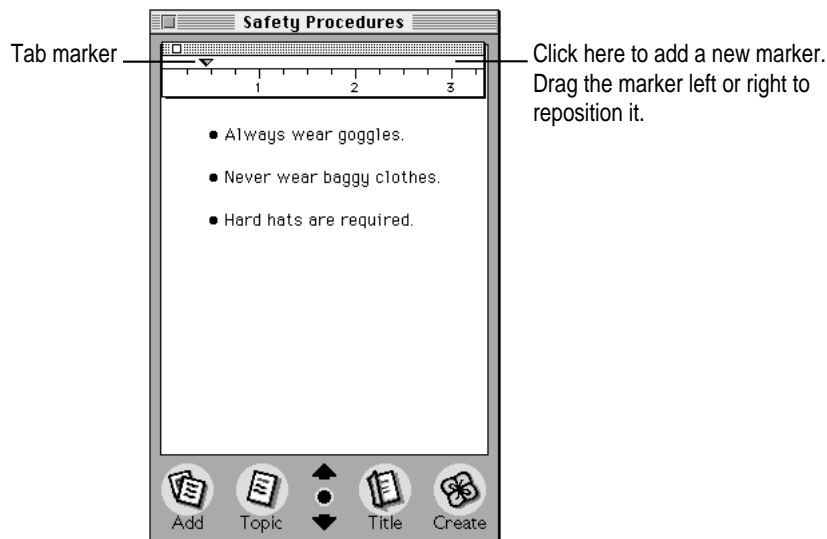 Safety Procedures
Tab marker
Click here to add a new marker.
Drag the marker left or right to
reposition it.
1 2 3
• Always wear goggles.
• Never wear baggy clothes.
• Hard hats are required.
Add Topic Title Create